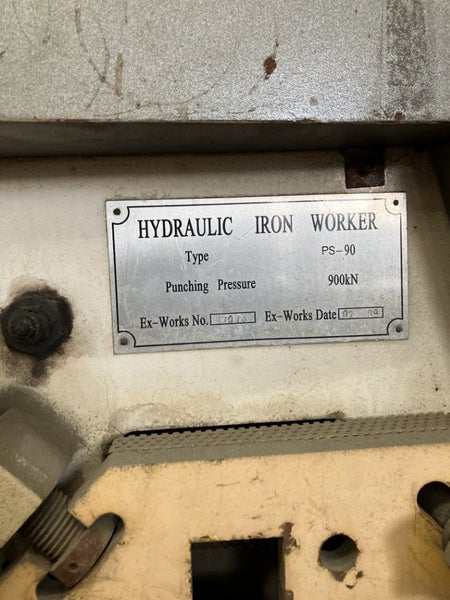 HYDRAULIC IRON WORKER
Type PS-90
Punching Pressure 900kN
Ex-Works No. Ex-Works Date